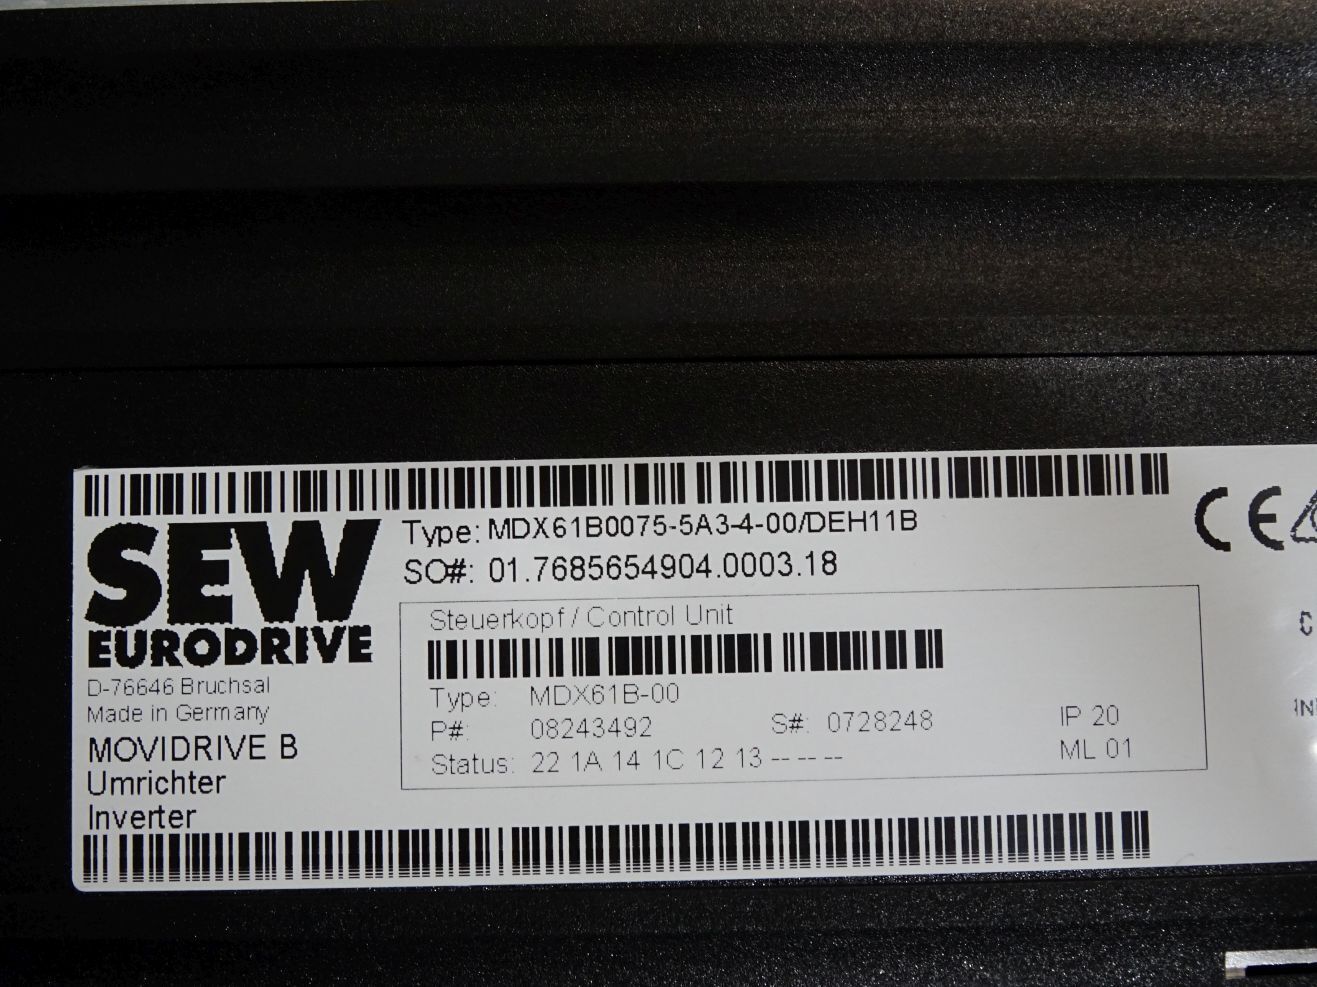 SEW
EURODRIVE
D-76646 Bruchsal
Made in Germany
MOVIDRIVE B
Umrichter
Inverter
Type: MDX61B0075-5A3-4-00/DEH11B
SO#: 01.7685654904.0003.18
Steuerkopf / Control Unit
Type: MDX61B-00
P#: 08243492 S#: 0728248 IP 20
Status: 22 1A 14 1C 12 13 -- -- -- ML 01
CE